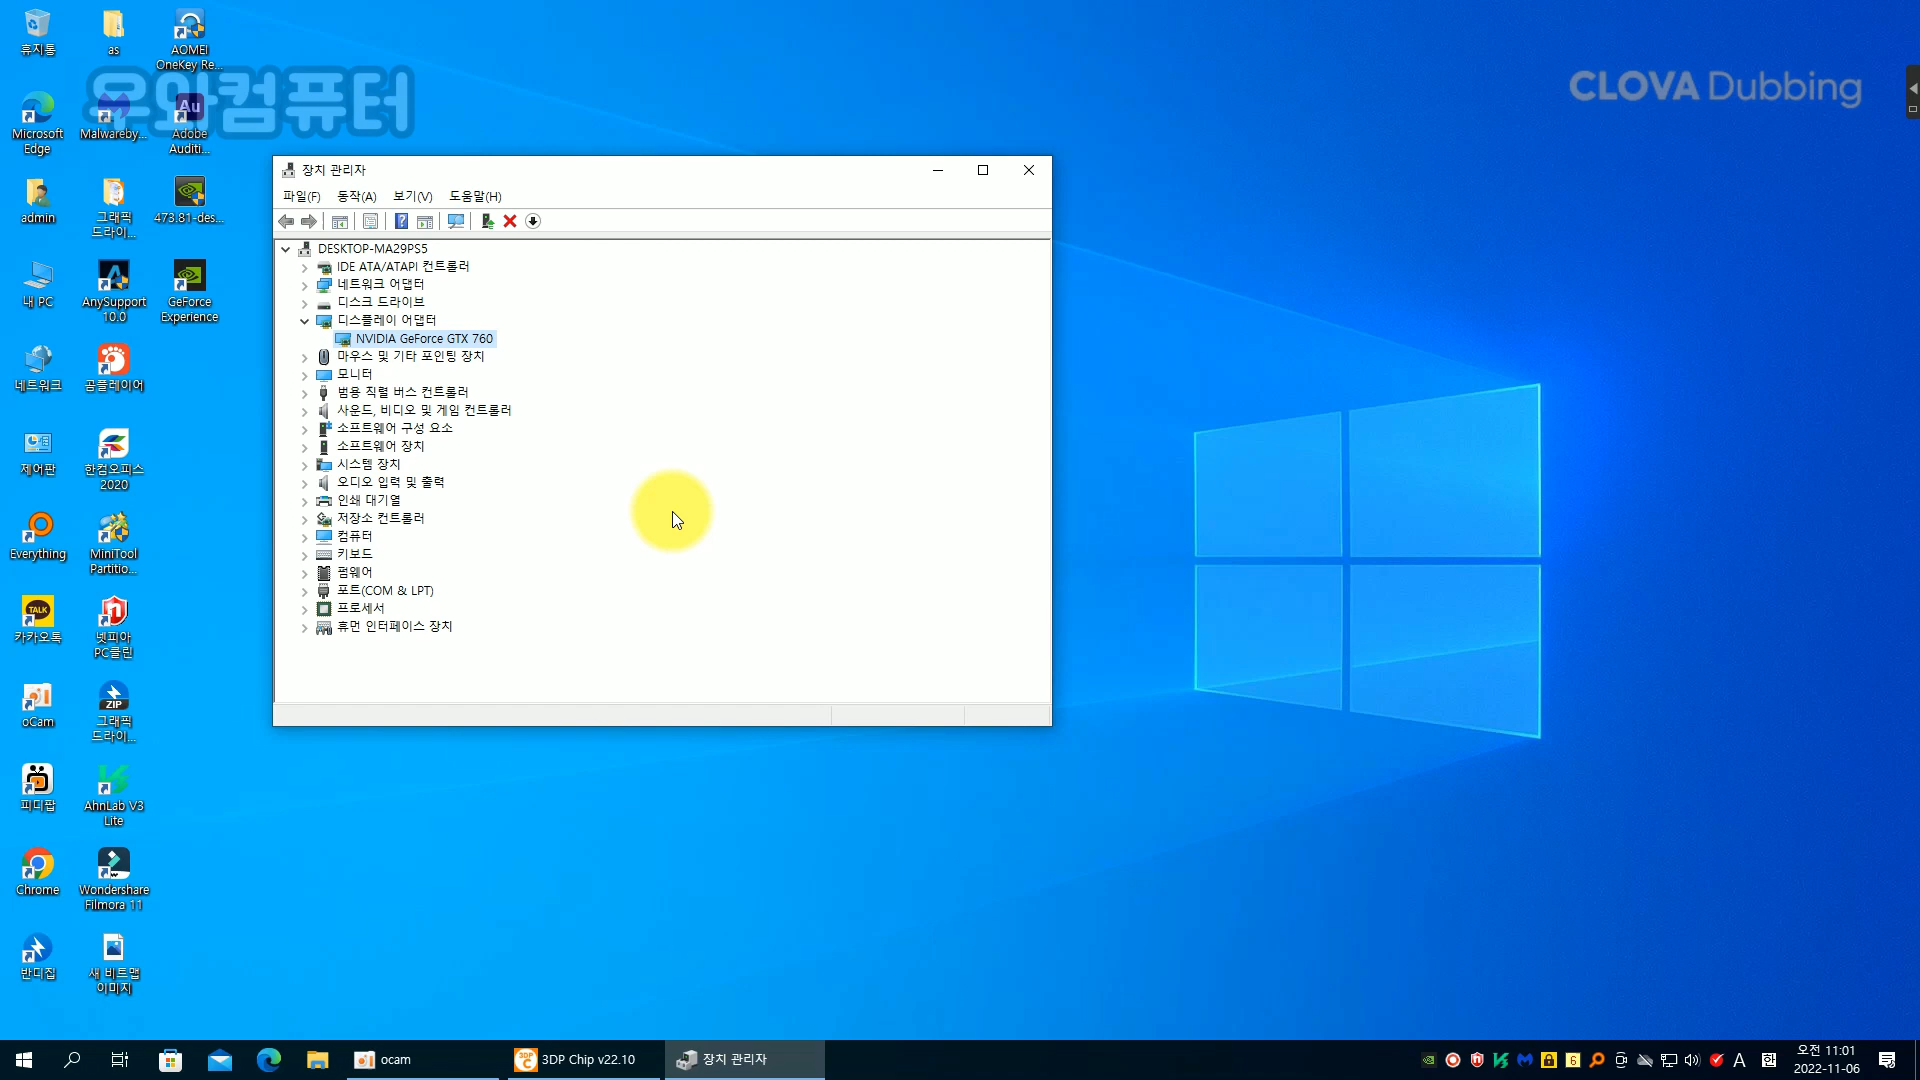 휴지통
as
AOMEI
OneKey Re...
우와컴퓨터
CLOVA Dubbing
Microsoft
Edge
Malwareby...
Au
Adobe
Auditi...
admin
그래픽
드라이...
473.81-des...
내 PC
AnySupport
10.0
GeForce
Experience
네트워크
곰플레이어
제어판
한컴오피스
2020
Everything
MiniTool
Partitio...
TALK
카카오톡
넷피아
PC클린
oCam
ZIP
그래픽
드라이...
피디팝
AhnLab V3
Lite
Chrome
Wondershare
Filmora 11
반디집
새 비트맵
이미지
장치 관리자
파일(F) 동작(A) 보기(V) 도움말(H)
DESKTOP-MA29PS5
IDE ATA/ATAPI 컨트롤러
네트워크 어댑터
디스크 드라이브
디스플레이 어댑터
NVIDIA GeForce GTX 760
마우스 및 기타 포인팅 장치
모니터
범용 직렬 버스 컨트롤러
사운드, 비디오 및 게임 컨트롤러
소프트웨어 구성 요소
소프트웨어 장치
시스템 장치
오디오 입력 및 출력
인쇄 대기열
저장소 컨트롤러
컴퓨터
키보드
펌웨어
포트(COM & LPT)
프로세서
휴먼 인터페이스 장치
ocam
3DP Chip v22.10
장치 관리자
6
A
한
오전 11:01
2022-11-06